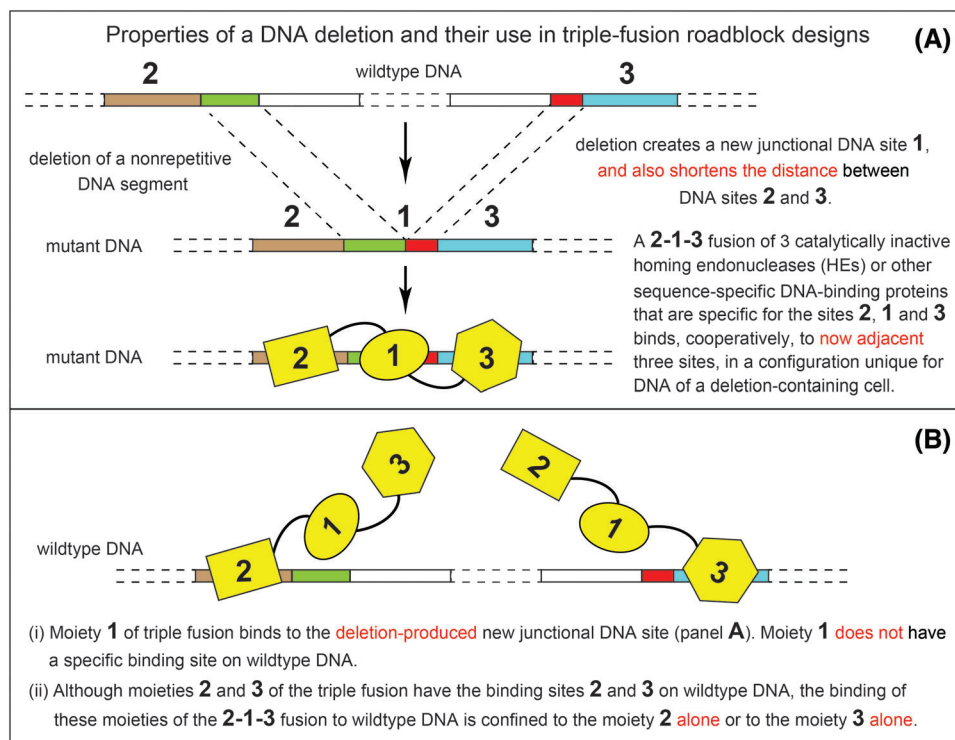 Properties of a DNA deletion and their use in triple-fusion roadblock designs
(A)
2
wildtype DNA
3
deletion of a nonrepetitive
DNA segment
deletion creates a new junctional DNA site 1,
and also shortens the distance between
DNA sites 2 and 3.
2
1
3
mutant DNA
A 2-1-3 fusion of 3 catalytically inactive
homing endonucleases (HEs) or other
sequence-specific DNA-binding proteins
that are specific for the sites 2, 1 and 3
binds, cooperatively, to now adjacent
three sites, in a configuration unique for
DNA of a deletion-containing cell.
mutant DNA
2
1
3
(B)
3
1
2
2
1
3
wildtype DNA
(i) Moiety 1 of triple fusion binds to the deletion-produced new junctional DNA site (panel A). Moiety 1 does not have
a specific binding site on wildtype DNA.
(ii) Although moieties 2 and 3 of the triple fusion have the binding sites 2 and 3 on wildtype DNA, the binding of
these moieties of the 2-1-3 fusion to wildtype DNA is confined to the moiety 2 alone or to the moiety 3 alone.